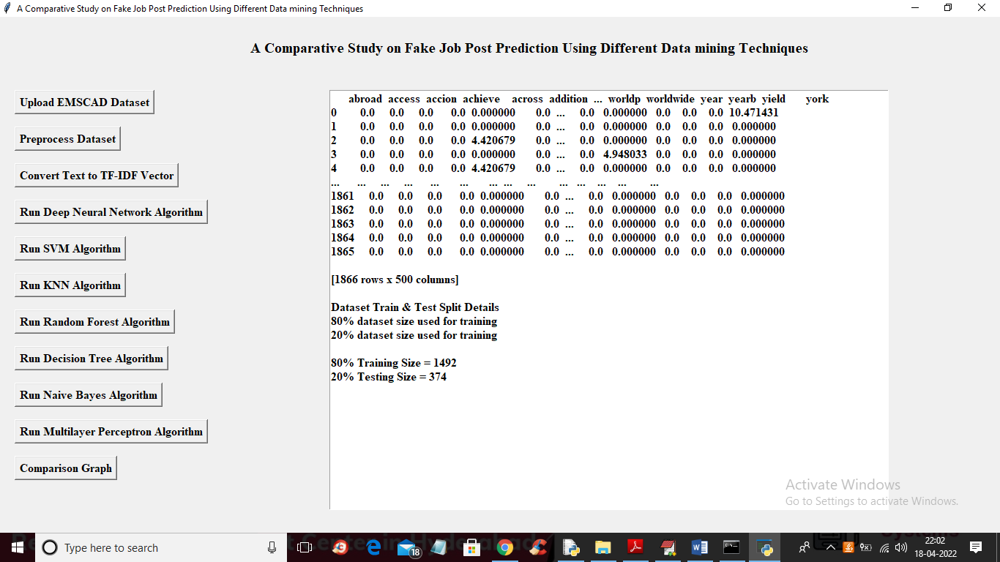 A Comparative Study on Fake Job Post Prediction Using Different Data mining Techniques
A Comparative Study on Fake Job Post Prediction Using Different Data mining Techniques
Upload EMSCAD Dataset
Preprocess Dataset
Convert Text to TF-IDF Vector
Run Deep Neural Network Algorithm
Run SVM Algorithm
Run KNN Algorithm
Run Random Forest Algorithm
Run Decision Tree Algorithm
Run Naive Bayes Algorithm
Run Multilayer Perceptron Algorithm
Comparison Graph
abroad access accion achieve across addition ... worldp worldwide year yearb yield york
0 0.0 0.0 0.0 0.0 0.000000 0.0 ... 0.0 0.000000 0.0 0.0 0.0 10.471431
1 0.0 0.0 0.0 0.0 0.000000 0.0 ... 0.0 0.000000 0.0 0.0 0.0 0.000000
2 0.0 0.0 0.0 0.0 4.420679 0.0 ... 0.0 0.000000 0.0 0.0 0.0 0.000000
3 0.0 0.0 0.0 0.0 0.000000 0.0 ... 0.0 4.948033 0.0 0.0 0.0 0.000000
4 0.0 0.0 0.0 0.0 4.420679 0.0 ... 0.0 0.000000 0.0 0.0 0.0 0.000000
... ... ... ... ... ... ... ... ... ... ... ... ...
1861 0.0 0.0 0.0 0.0 0.000000 0.0 ... 0.0 0.000000 0.0 0.0 0.0 0.000000
1862 0.0 0.0 0.0 0.0 0.000000 0.0 ... 0.0 0.000000 0.0 0.0 0.0 0.000000
1863 0.0 0.0 0.0 0.0 0.000000 0.0 ... 0.0 0.000000 0.0 0.0 0.0 0.000000
1864 0.0 0.0 0.0 0.0 0.000000 0.0 ... 0.0 0.000000 0.0 0.0 0.0 0.000000
1865 0.0 0.0 0.0 0.0 0.000000 0.0 ... 0.0 0.000000 0.0 0.0 0.0 0.000000
[1866 rows x 500 columns]
Dataset Train & Test Split Details
80% dataset size used for training
20% dataset size used for training
80% Training Size = 1492
20% Testing Size = 374
Activate Windows
Go to Settings to activate Windows.
Type here to search
18
22:02
18-04-2022